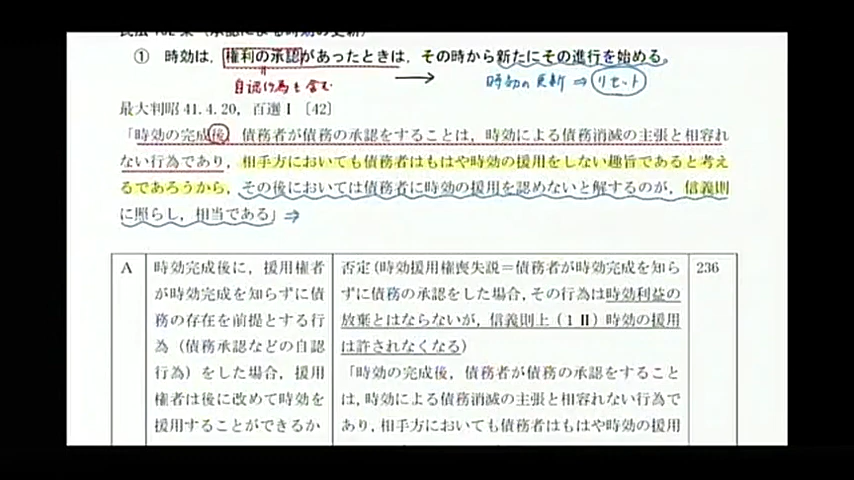 民法152条(承認による時効の更新)
① 時効は,権利の承認があったときは,その時から新たにその進行を始める。
自認行為も含む
時効の更新 ⇒ リセット
最大判昭 41.4.20,百選Ⅰ〔42〕
「時効の完成後,債務者が債務の承認をすることは,時効による債務消滅の主張と相容れ
ない行為であり,相手方においても債務者はもはや時効の援用をしない趣旨であると考え
るであろうから,その後においては債務者に時効の援用を認めないと解するのが,信義則
に照らし,相当である」⇒
A
時効完成後に,援用権者
が時効完成を知らずに債
務の存在を前提とする行
為(債務承認などの自認
行為)をした場合,援用
権者は後に改めて時効を
援用することができるか
否定(時効援用権喪失説=債務者が時効完成を知ら
ずに債務の承認をした場合,その行為は時効利益の
放棄とはならないが,信義則上(1Ⅱ)時効の援用
は許されなくなる)
「時効の完成後,債務者が債務の承認をすること
は,時効による債務消滅の主張と相容れない行為で
あり,相手方においても債務者はもはや時効の援用
236